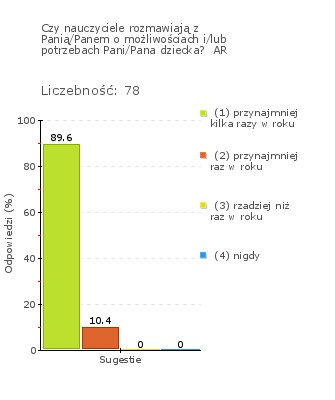 Czy nauczyciele rozmawiają z
Panią/Panem o możliwościach i/lub
potrzebach Pani/Pana dziecka? AR
Liczebność: 78
100
80
60
40
20
0
Odpowiedzi (%)
89.6
10.4
0
0
Sugestie
(1) przynajmniej
kilka razy w roku
(2) przynajmniej
raz w roku
(3) rzadziej niż
raz w roku
(4) nigdy